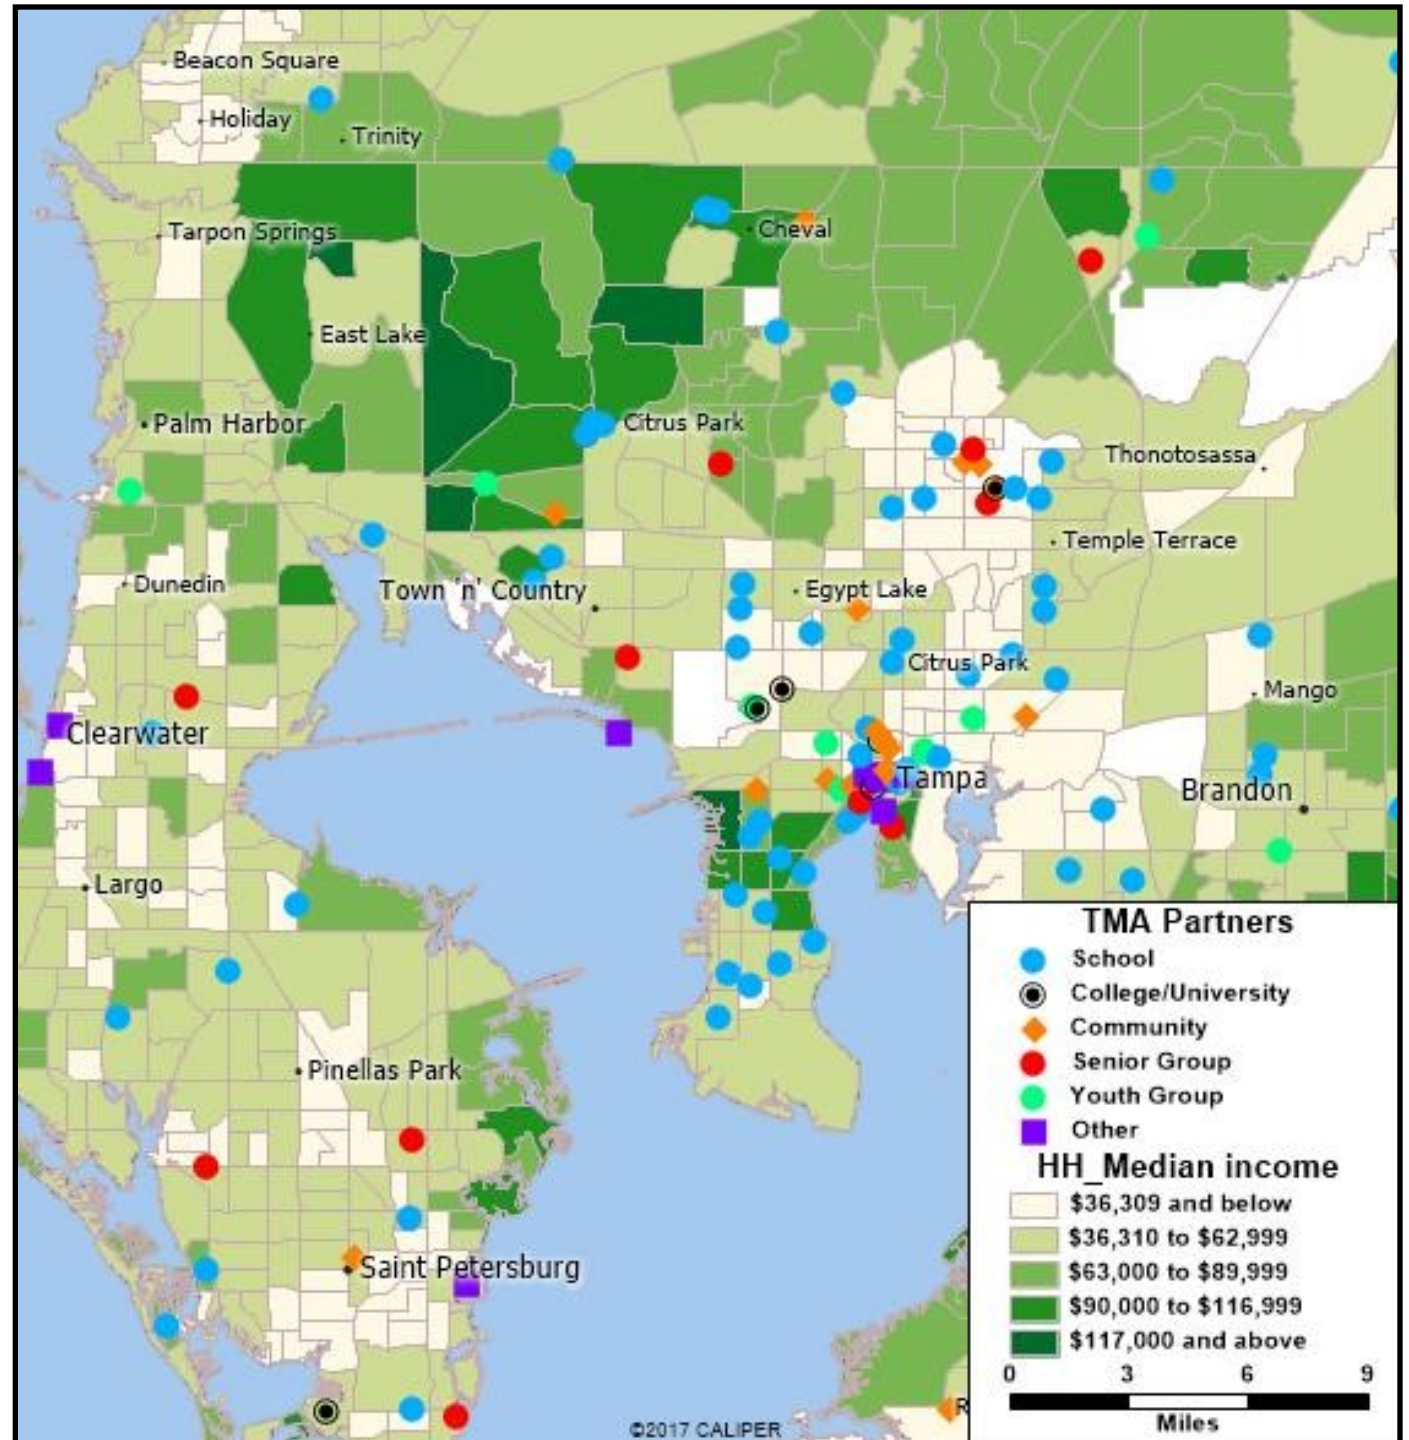 Beacon Square
Holiday
Trinity
Tarpon Springs
Cheval
East Lake
Palm Harbor
Citrus Park
Thonotosassa
Temple Terrace
Dunedin
Town 'n' Country
Egypt Lake
Citrus Park
Mango
Clearwater
Tampa
Brandon
Largo
Pinellas Park
Saint Petersburg
R
©2017 CALIPER
TMA Partners
School
College/University
Community
Senior Group
Youth Group
Other
HH_Median income
$36,309 and below
$36,310 to $62,999
$63,000 to $89,999
$90,000 to $116,999
$117,000 and above
0 3 6 9
Miles